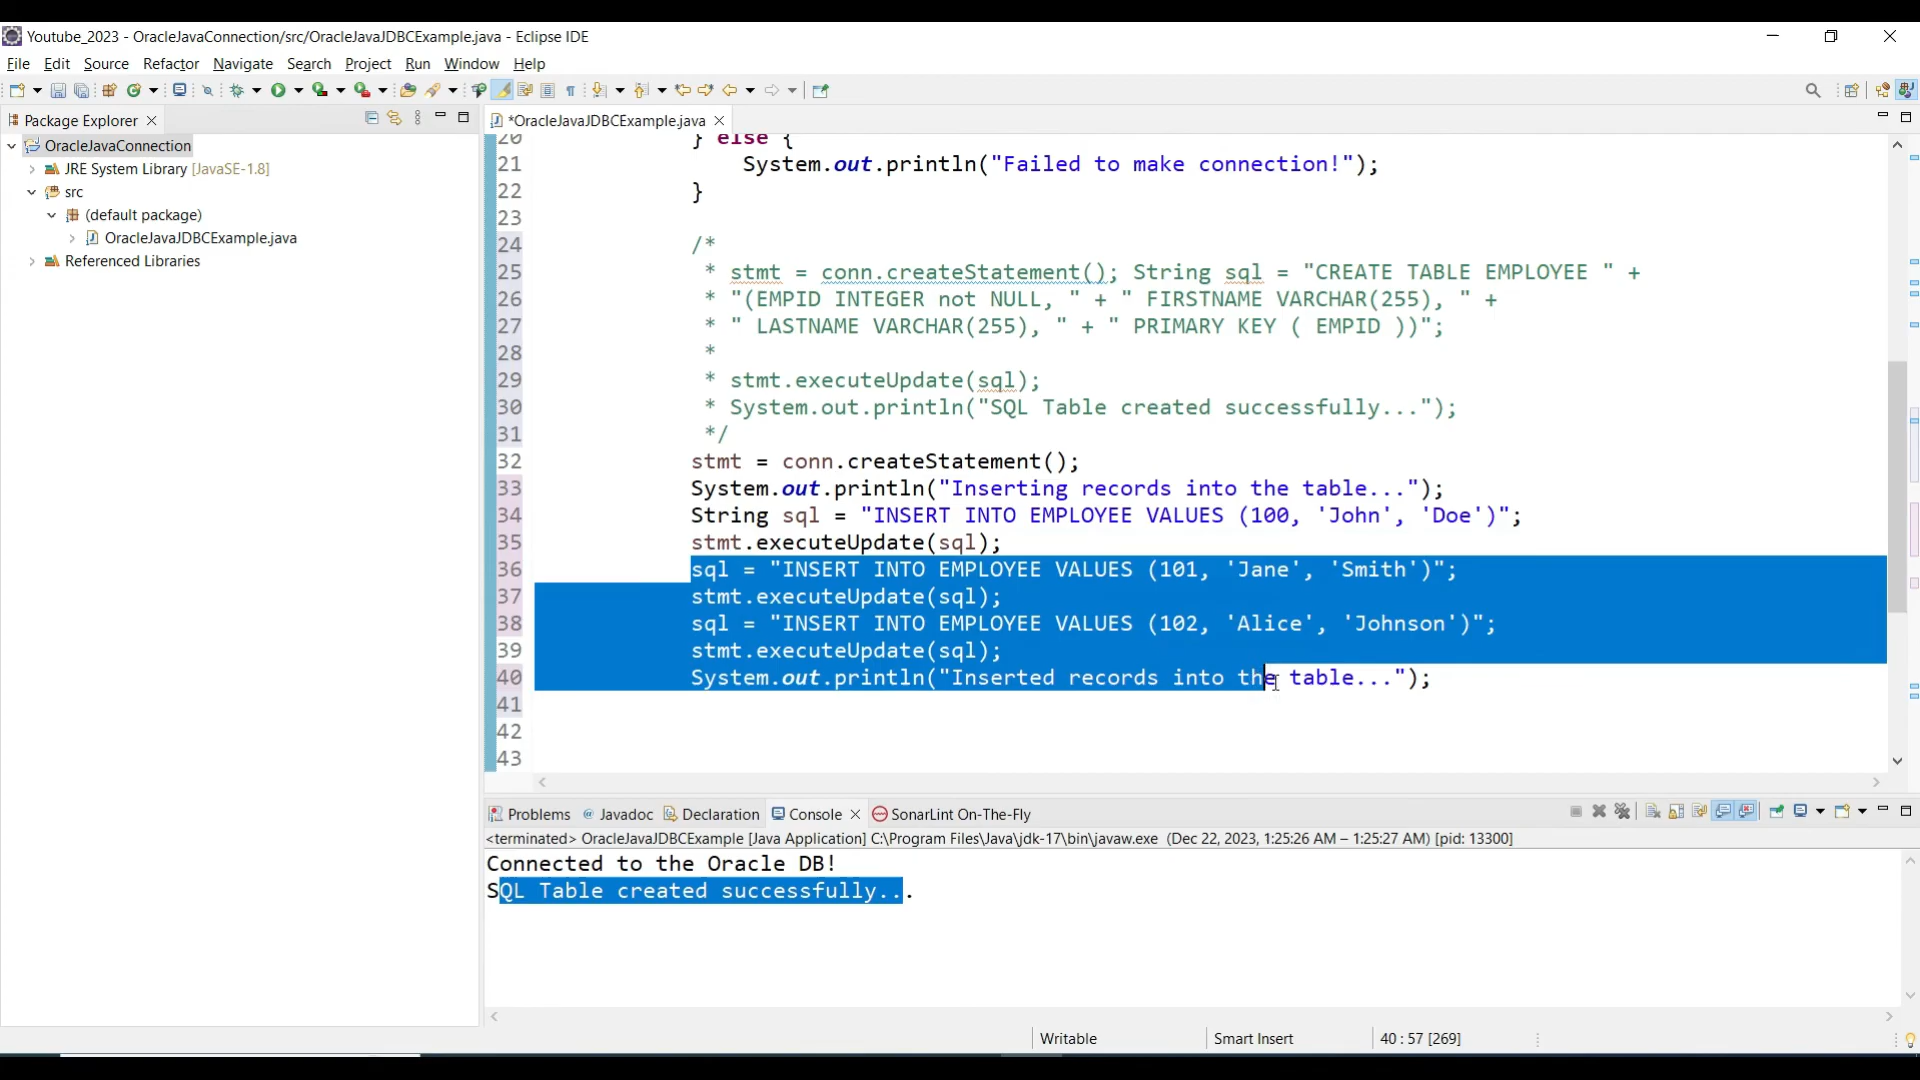 Youtube_2023 - OracleJavaConnection/src/OracleJavaJDBCExample.java - Eclipse IDE
File Edit Source Refactor Navigate Search Project Run Window Help
Package Explorer
OracleJavaConnection
JRE System Library [JavaSE-1.8]
src
(default package)
OracleJavaJDBCExample.java
Referenced Libraries
*OracleJavaJDBCExample.java
20 } else {
21 System.out.println("Failed to make connection!");
22 }
23
24 /*
25 * stmt = conn.createStatement(); String sql = "CREATE TABLE EMPLOYEE " +
26 * "(EMPID INTEGER not NULL, " + " FIRSTNAME VARCHAR(255), " +
27 * " LASTNAME VARCHAR(255), " + " PRIMARY KEY ( EMPID ))";
28 *
29 * stmt.executeUpdate(sql);
30 * System.out.println("SQL Table created successfully...");
31 */
32 stmt = conn.createStatement();
33 System.out.println("Inserting records into the table...");
34 String sql = "INSERT INTO EMPLOYEE VALUES (100, 'John', 'Doe')";
35 stmt.executeUpdate(sql);
36 sql = "INSERT INTO EMPLOYEE VALUES (101, 'Jane', 'Smith')";
37 stmt.executeUpdate(sql);
38 sql = "INSERT INTO EMPLOYEE VALUES (102, 'Alice', 'Johnson')";
39 stmt.executeUpdate(sql);
40 System.out.println("Inserted records into the table...");
41
42
43
Problems Javadoc Declaration Console SonarLint On-The-Fly
<terminated> OracleJavaJDBCExample [Java Application] C:\Program Files\Java\jdk-17\bin\javaw.exe (Dec 22, 2023, 1:25:26 AM – 1:25:27 AM) [pid: 13300]
Connected to the Oracle DB!
SQL Table created successfully...
Writable Smart Insert 40 : 57 [269]